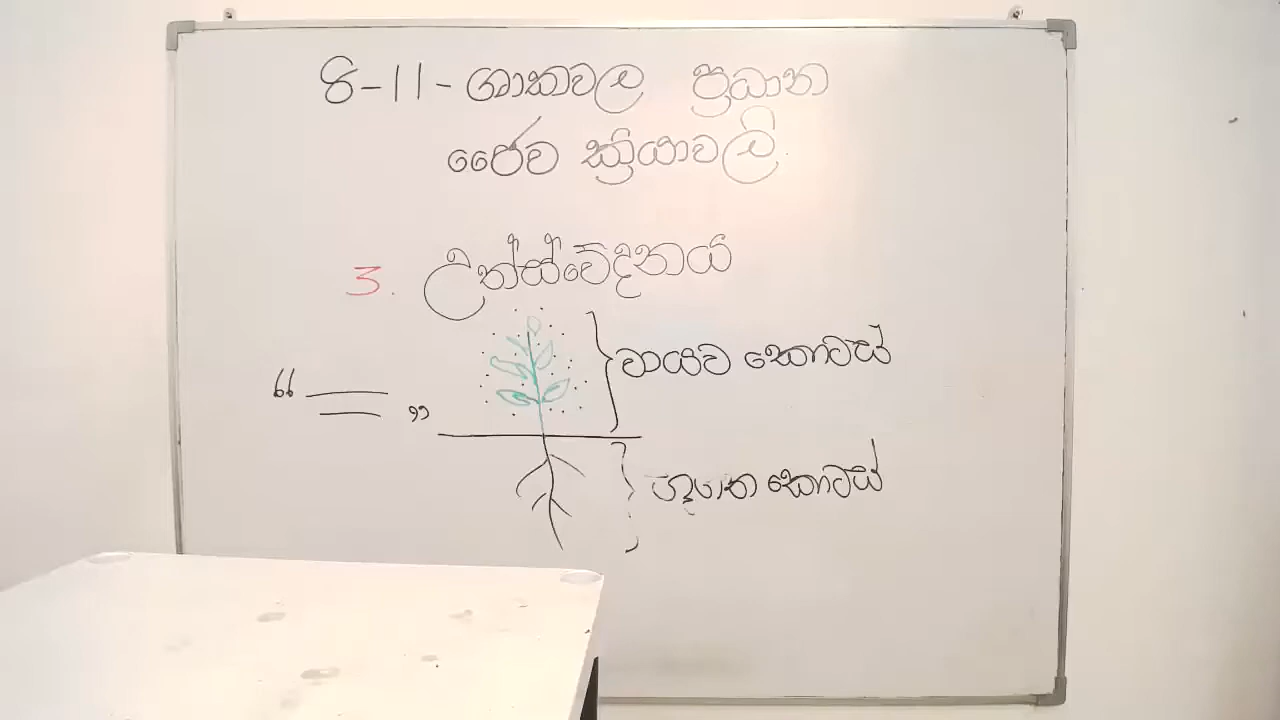 8-11- ශාකවල ප්‍රධාන
ජෛව ක්‍රියාවලි.
3. උත්ස්වේදනය
වායව කොටස්
" = "
භූගත කොටස්